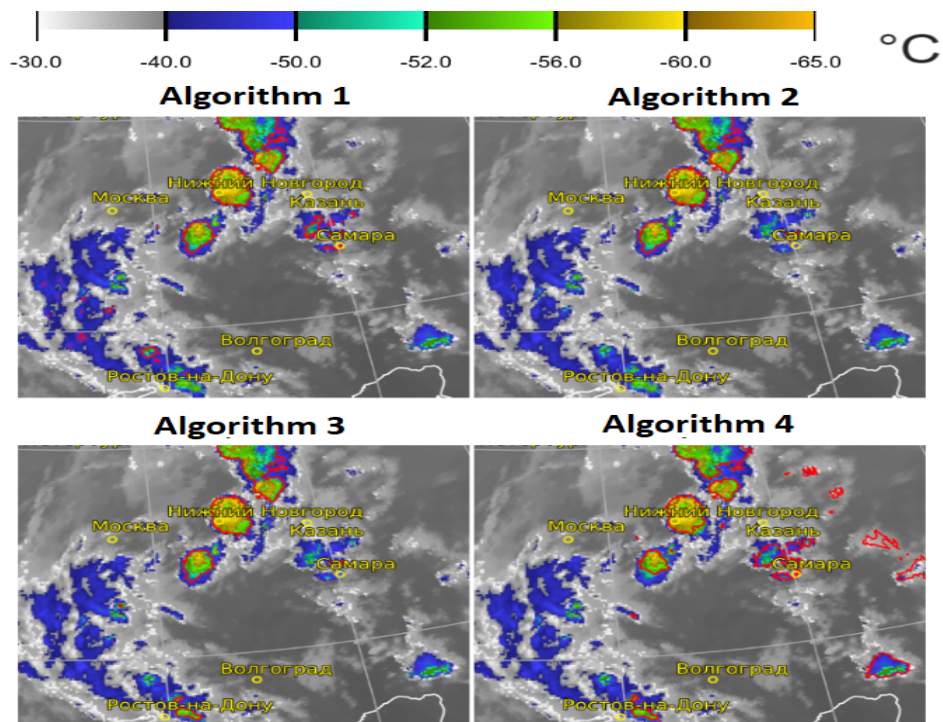 -30.0 -40.0 -50.0 -52.0 -56.0 -60.0 -65.0 °C
Algorithm 1 Algorithm 2
Нижний Новгород Нижний Новгород
Москва Казань Москва Казань
Самара Самара
Волгоград Волгоград
Ростов-на-Дону Ростов-на-Дону
Algorithm 3 Algorithm 4
Нижний Новгород Нижний Новгород
Москва Казань Москва Казань
Самара Самара
Волгоград Волгоград
Ростов-на-Дону Ростов-на-Дону